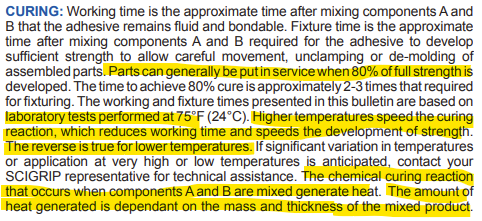 CURING: Working time is the approximate time after mixing components A and
B that the adhesive remains fluid and bondable. Fixture time is the approximate
time after mixing components A and B required for the adhesive to develop
sufficient strength to allow careful movement, unclamping or de-molding of
assembled parts. Parts can generally be put in service when 80% of full strength is
developed. The time to achieve 80% cure is approximately 2-3 times that required
for fixturing. The working and fixture times presented in this bulletin are based on
laboratory tests performed at 75°F (24°C). Higher temperatures speed the curing
reaction, which reduces working time and speeds the development of strength.
The reverse is true for lower temperatures. If significant variation in temperatures
or application at very high or low temperatures is anticipated, contact your
SCIGRIP representative for technical assistance. The chemical curing reaction
that occurs when components A and B are mixed generate heat. The amount of
heat generated is dependant on the mass and thickness of the mixed product.